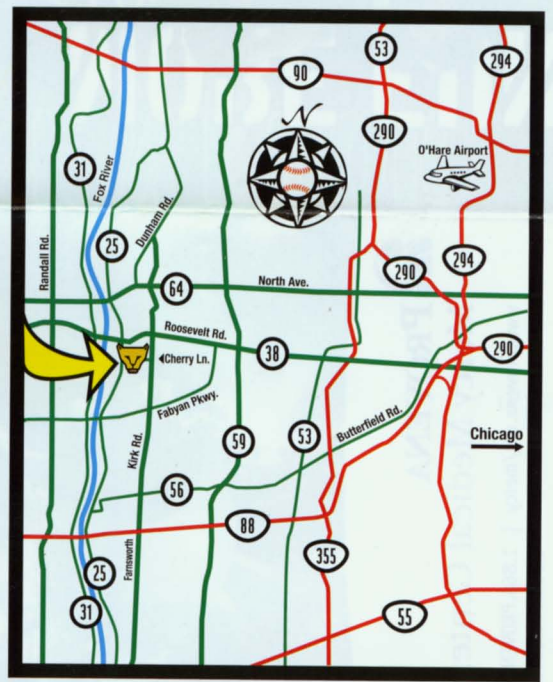 53
294
90
290
N
O'Hare Airport
31
Fox River
Dunham Rd.
Randall Rd.
25
290
294
64
North Ave.
Roosevelt Rd.
38
290
Cherry Ln.
Fabyan Pkwy.
Butterfield Rd.
Chicago
Kirk Rd.
59
53
56
88
Farnsworth
355
25
31
55